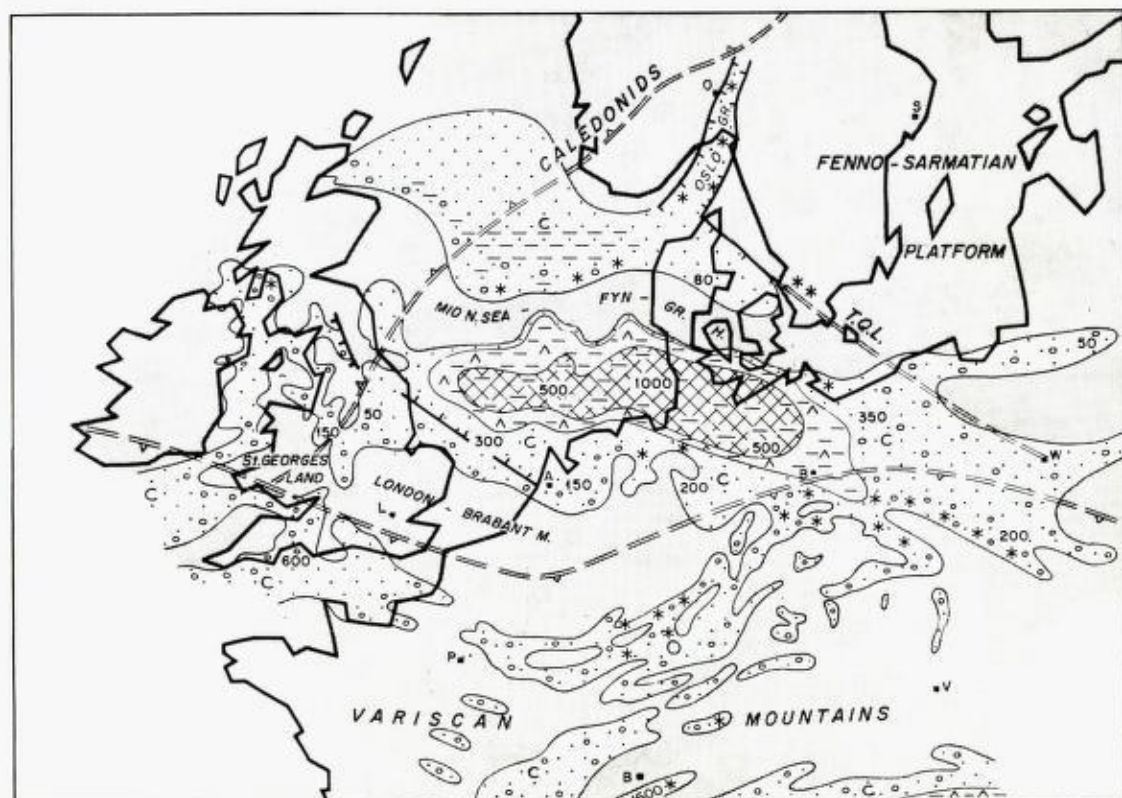 CALEDONIDS
O
OSLO GR.
S
FENNO-SARMATIAN
PLATFORM
C
80
FYN -
GR.
MID N. SEA -
H.
T.Q.L.
50
500
1000
350
C
50
150
300
C
500
St. GEORGES
LAND
C
LONDON -
BRABANT M.
L
A
150
200
C
B
W
200
600
C
P
V
VARISCAN
MOUNTAINS
C
B
1500
C